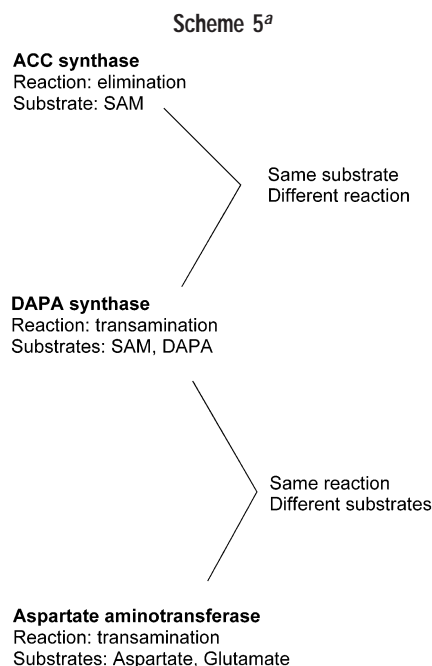 Scheme 5a
ACC synthase
Reaction: elimination
Substrate: SAM
Same substrate
Different reaction
DAPA synthase
Reaction: transamination
Substrates: SAM, DAPA
Same reaction
Different substrates
Aspartate aminotransferase
Reaction: transamination
Substrates: Aspartate, Glutamate